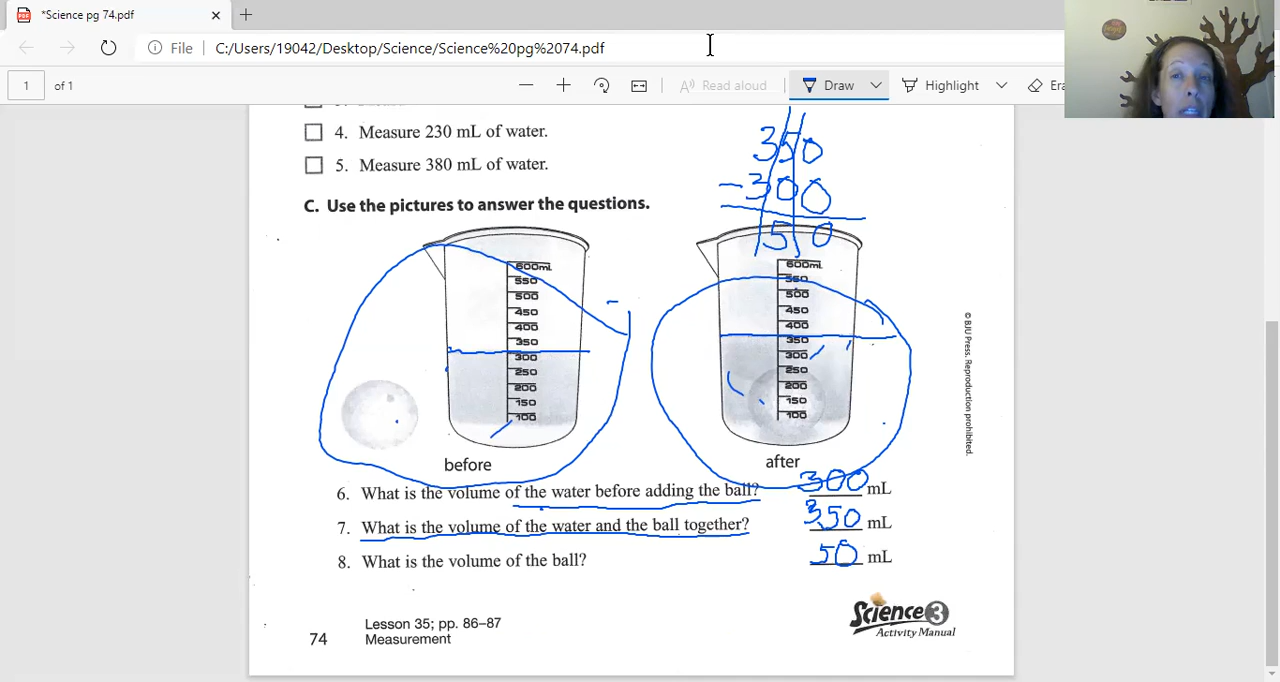 *Science pg 74.pdf
File
C:/Users/19042/Desktop/Science/Science%20pg%2074.pdf
1 of 1
Read aloud
Draw
Highlight
Era
4. Measure 230 mL of water.
5. Measure 380 mL of water.
350
-300
50
C. Use the pictures to answer the questions.
600mL
550
500
450
400
350
300
250
200
150
100
before
600mL
550
500
450
400
350
300
250
200
150
100
after
© BJU Press. Reproduction prohibited.
6. What is the volume of the water before adding the ball? 300 mL
7. What is the volume of the water and the ball together? 350 mL
8. What is the volume of the ball? 50 mL
74
Lesson 35; pp. 86–87
Measurement
Science 3
Activity Manual